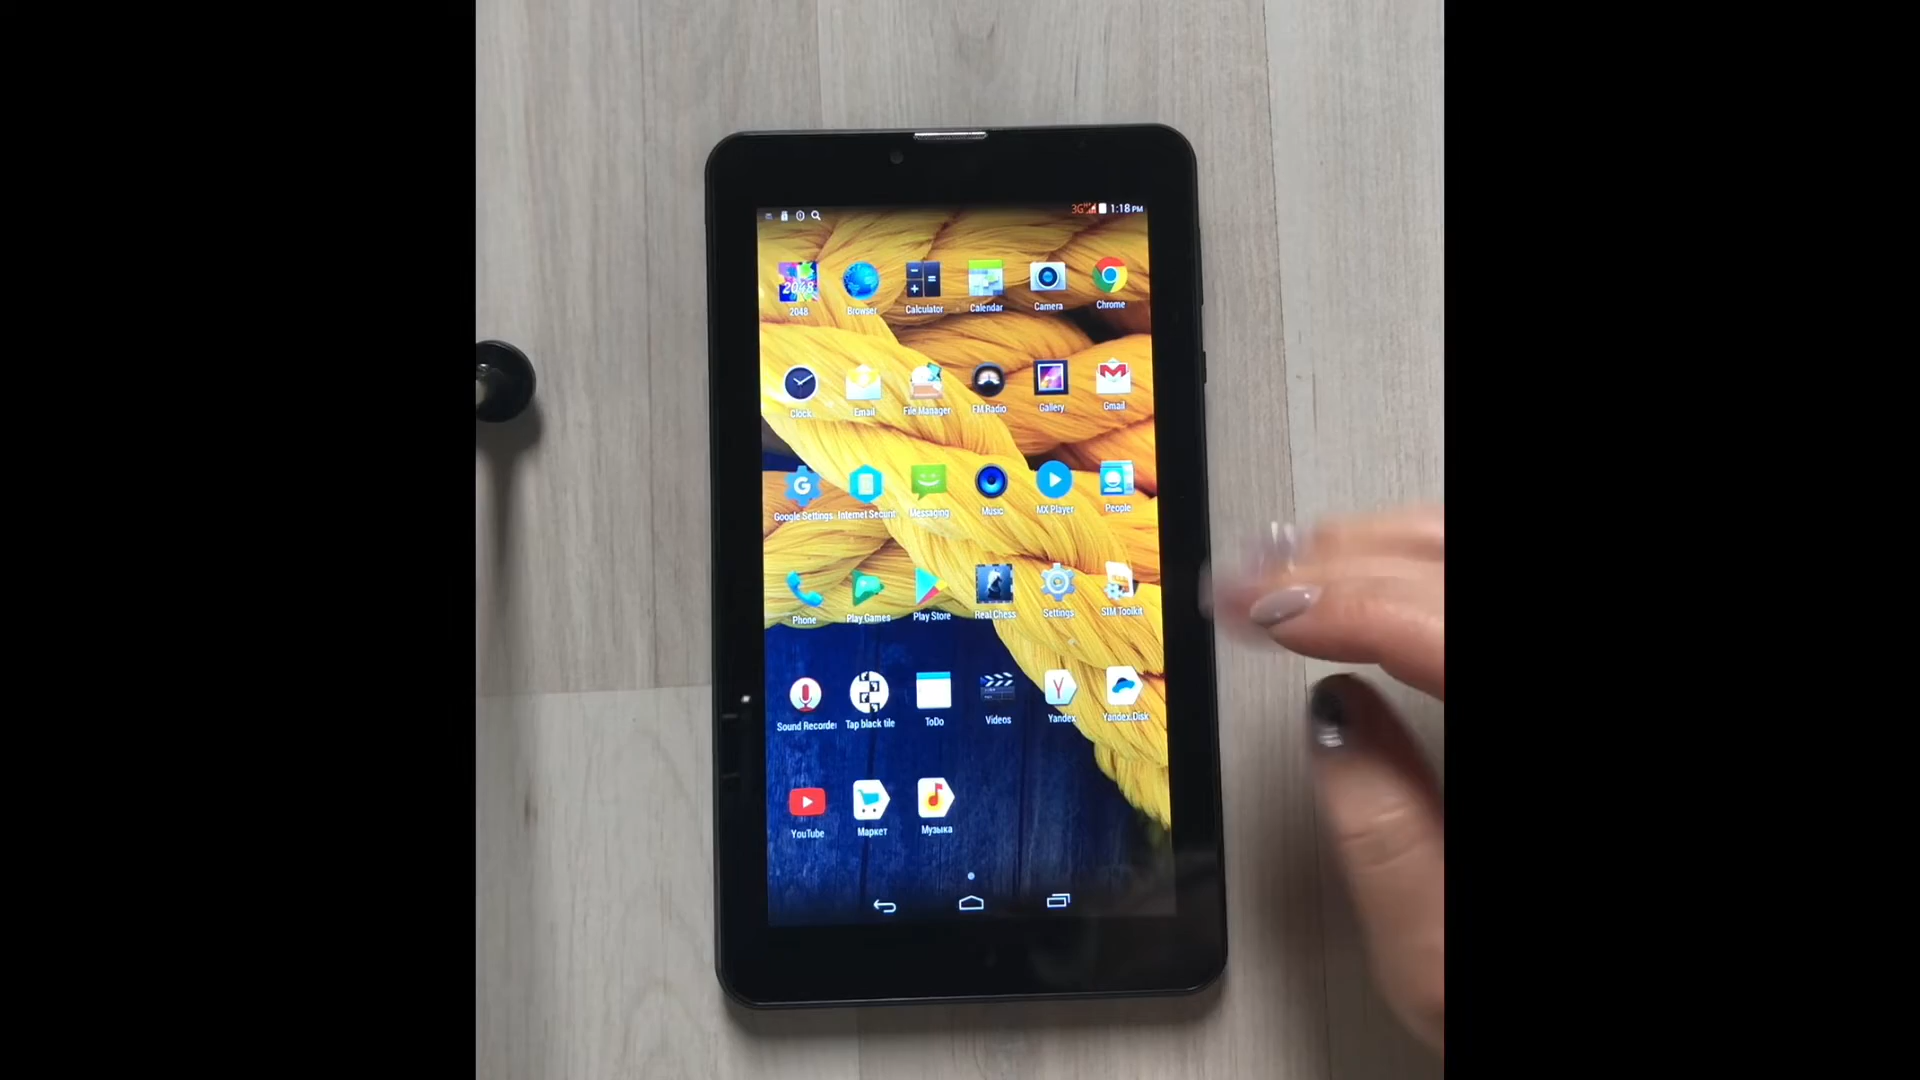 3G 1:18 PM
2048 Browser Calculator Calendar Camera Chrome
Clock Email File Manager FM Radio Gallery Gmail
Google Settings Internet Securit Messaging Music MX Player People
Phone Play Games Play Store Real Chess Settings SIM Toolkit
Sound Recorder Tap black tile ToDo Videos Yandex Yandex.Disk
YouTube Маркет Музыка